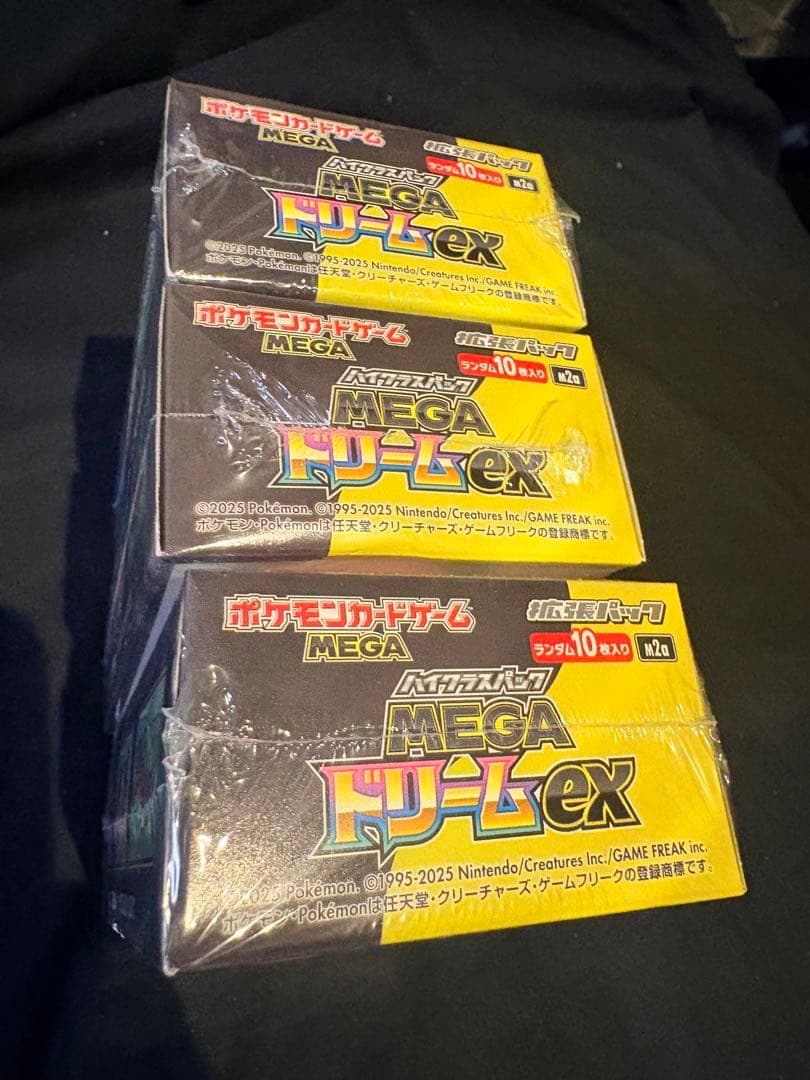 ポケモンカードゲーム
MEGA
拡張パック
ランダム10枚入り M2a
ハイクラスパック
MEGA
ドリームex
©2025 Pokémon. ©1995-2025 Nintendo/Creatures Inc./GAME FREAK inc.
ポケモン・Pokémonは任天堂・クリーチャーズ・ゲームフリークの登録商標です。
ポケモンカードゲーム
MEGA
拡張パック
ランダム10枚入り M2a
ハイクラスパック
MEGA
ドリームex
©2025 Pokémon. ©1995-2025 Nintendo/Creatures Inc./GAME FREAK inc.
ポケモン・Pokémonは任天堂・クリーチャーズ・ゲームフリークの登録商標です。
ポケモンカードゲーム
MEGA
拡張パック
ランダム10枚入り M2a
ハイクラスパック
MEGA
ドリームex
©2025 Pokémon. ©1995-2025 Nintendo/Creatures Inc./GAME FREAK inc.
ポケモン・Pokémonは任天堂・クリーチャーズ・ゲームフリークの登録商標です。